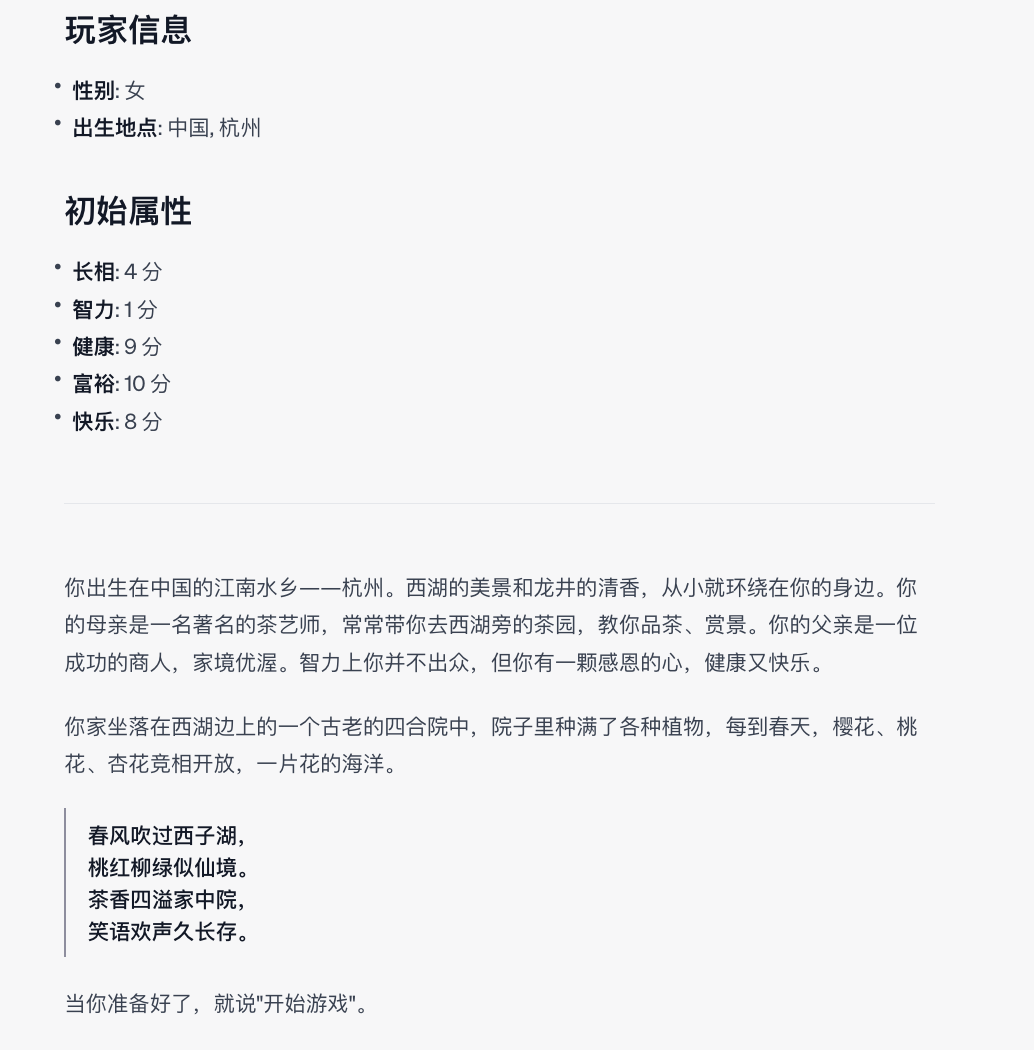 玩家信息
• 性别: 女
• 出生地点: 中国, 杭州
初始属性
• 长相: 4 分
• 智力: 1 分
• 健康: 9 分
• 富裕: 10 分
• 快乐: 8 分
你出生在中国的江南水乡——杭州。西湖的美景和龙井的清香，从小就环绕在你的身边。你
的母亲是一名著名的茶艺师，常常带你去西湖旁的茶园，教你品茶、赏景。你的父亲是一位
成功的商人，家境优渥。智力上你并不出众，但你有一颗感恩的心，健康又快乐。
你家坐落在西湖边上的一个古老的四合院中，院子里种满了各种植物，每到春天，樱花、桃
花、杏花竞相开放，一片花的海洋。
春风吹过西子湖，
桃红柳绿似仙境。
茶香四溢家中院，
笑语欢声久长存。
当你准备好了，就说"开始游戏"。